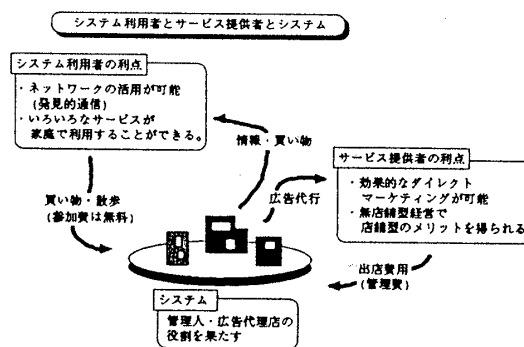 システム利用者とサービス提供者とシステム
システム利用者の利点
・ネットワークの活用が可能
(発見的通信)
・いろいろなサービスが
家庭で利用することができる。
情報・買い物
サービス提供者の利点
・効果的なダイレクト
マーケティングが可能
・無店舗型経営で
店舗型のメリットを得られる
買い物・散歩
(参加費は無料)
広告代行
出店費用
(管理費)
システム
管理人・広告代理店の
役割を果たす